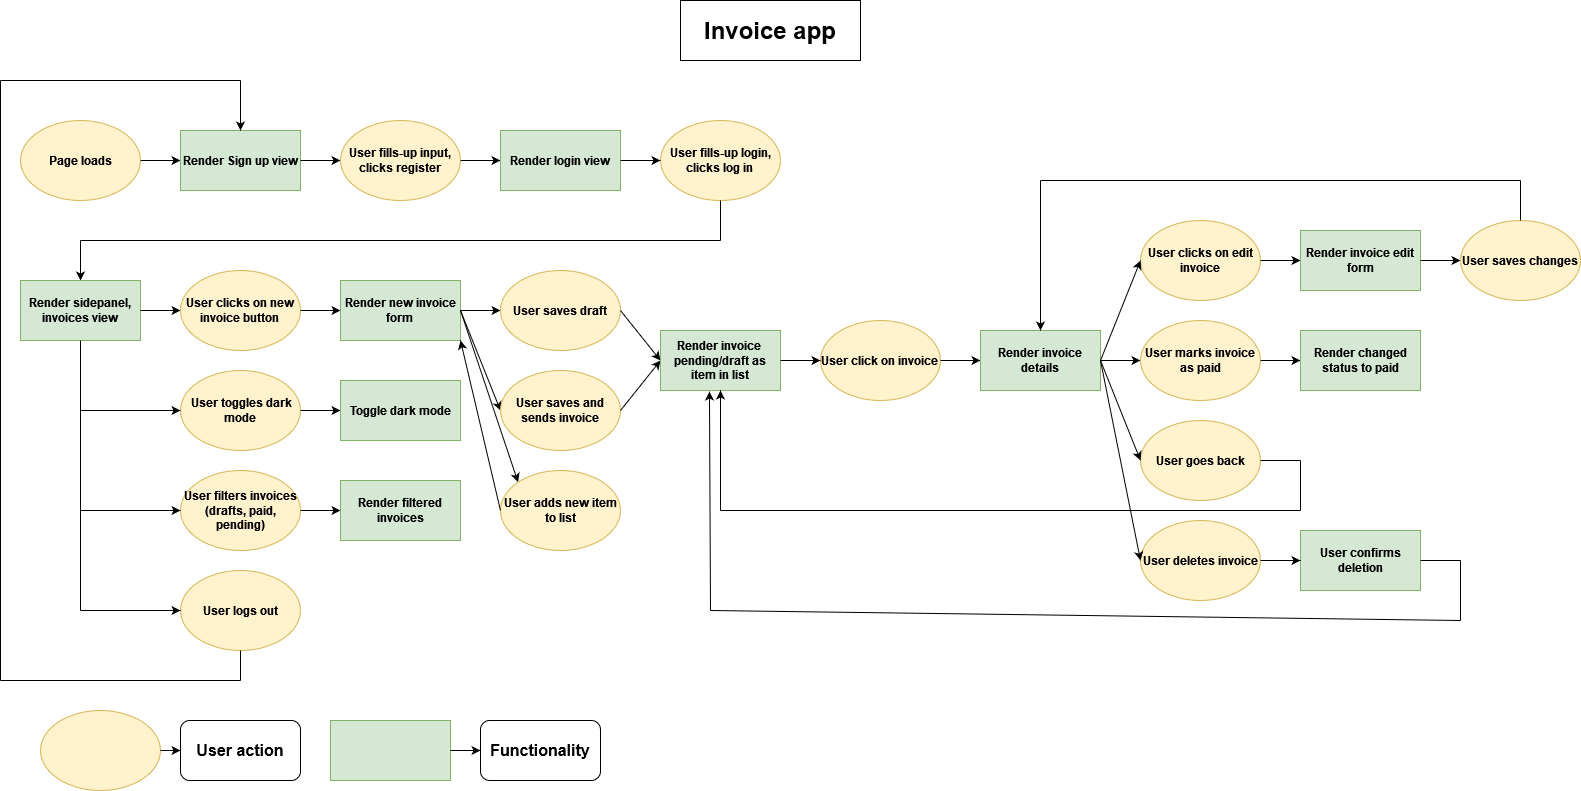 Invoice app
Page loads
Render Sign up view
User fills-up input,
clicks register
Render login view
User fills-up login,
clicks log in
Render sidepanel,
invoices view
User clicks on new
invoice button
Render new invoice
form
User saves draft
User toggles dark
mode
Toggle dark mode
User saves and
sends invoice
User filters invoices
(drafts, paid,
pending)
Render filtered
invoices
User adds new item
to list
User logs out
Render invoice
pending/draft as
item in list
User click on invoice
Render invoice
details
User clicks on edit
invoice
Render invoice edit
form
User saves changes
User marks invoice
as paid
Render changed
status to paid
User goes back
User deletes invoice
User confirms
deletion
User action
Functionality